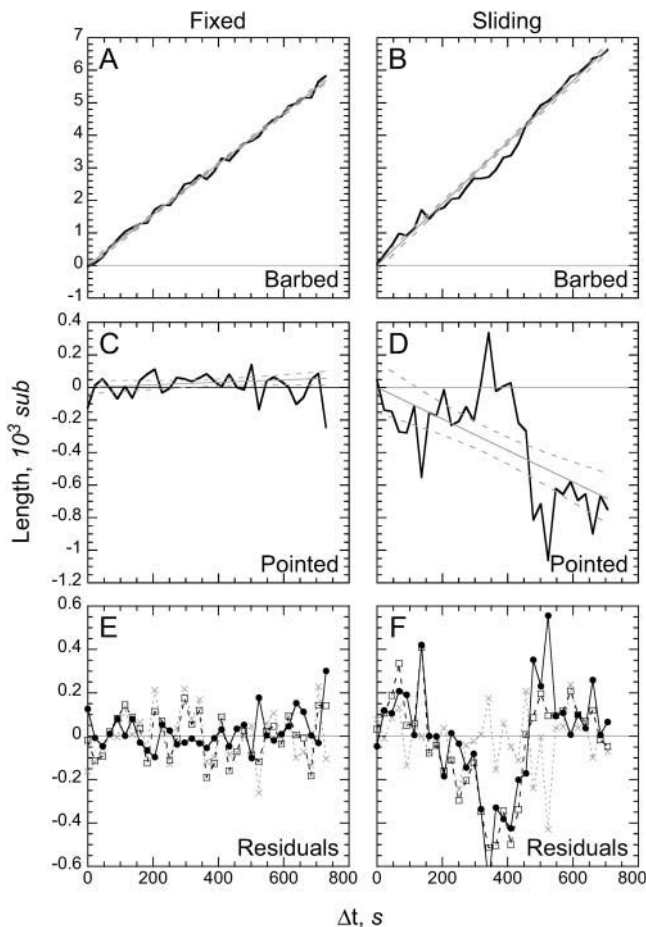 Fixed Sliding
7
6
5
4
3
2
1
0
-1
A
Barbed
B
Barbed
0.4
0.2
0
-0.2
-0.4
-0.6
-0.8
-1
-1.2
C
Pointed
D
Pointed
Length, 10³ sub
0.6
0.4
0.2
0
-0.2
-0.4
-0.6
E
Residuals
F
Residuals
0 200 400 600 800 0 200 400 600 800
Δt, s